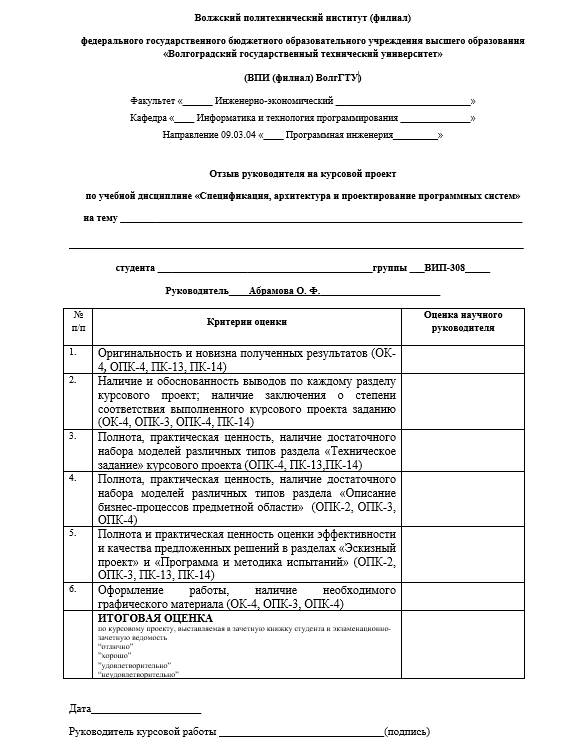 Волжский политехнический институт (филиал)
федерального государственного бюджетного образовательного учреждения высшего образования
«Волгоградский государственный технический университет»
(ВПИ (филиал) ВолгГТУ)
Факультет «______ Инженерно-экономический ____________________________»
Кафедра «____ Информатика и технология программирования ______________»
Направление 09.03.04 «____ Программная инженерия_________»
Отзыв руководителя на курсовой проект
по учебной дисциплине «Спецификация, архитектура и проектирование программных систем»
на тему ________________________________________________________________________________
__________________________________________________________________________________________
студента ___________________________________________группы ___ВИП-308_____
Руководитель____Абрамова О. Ф.________________________
№
п/п
Критерии оценки
Оценка научного
руководителя
1. Оригинальность и новизна полученных результатов (ОК-
4, ОПК-4, ПК-13, ПК-14)
2. Наличие и обоснованность выводов по каждому разделу
курсового проект; наличие заключения о степени
соответствия выполненного курсового проекта заданию
(ОК-4, ОПК-3, ОПК-4, ПК-14)
3. Полнота, практическая ценность, наличие достаточного
набора моделей различных типов раздела «Техническое
задание» курсового проекта (ОПК-4, ПК-13,ПК-14)
4. Полнота, практическая ценность, наличие достаточного
набора моделей различных типов раздела «Описание
бизнес-процессов предметной области» (ОПК-2, ОПК-3,
ОПК-4)
5. Полнота и практическая ценность оценки эффективности
и качества предложенных решений в разделах «Эскизный
проект» и «Программа и методика испытаний» (ОПК-2,
ОПК-3, ПК-13, ПК-14)
6. Оформление работы, наличие необходимого
графического материала (ОК-4, ОПК-3, ОПК-4)
ИТОГОВАЯ ОЦЕНКА
по курсовому проекту, выставляемая в зачетную книжку студента и экзаменационно-
зачетную ведомость
"отлично"
"хорошо"
"удовлетворительно"
"неудовлетворительно"
Дата______________________
Руководитель курсовой работы _________________________________(подпись)